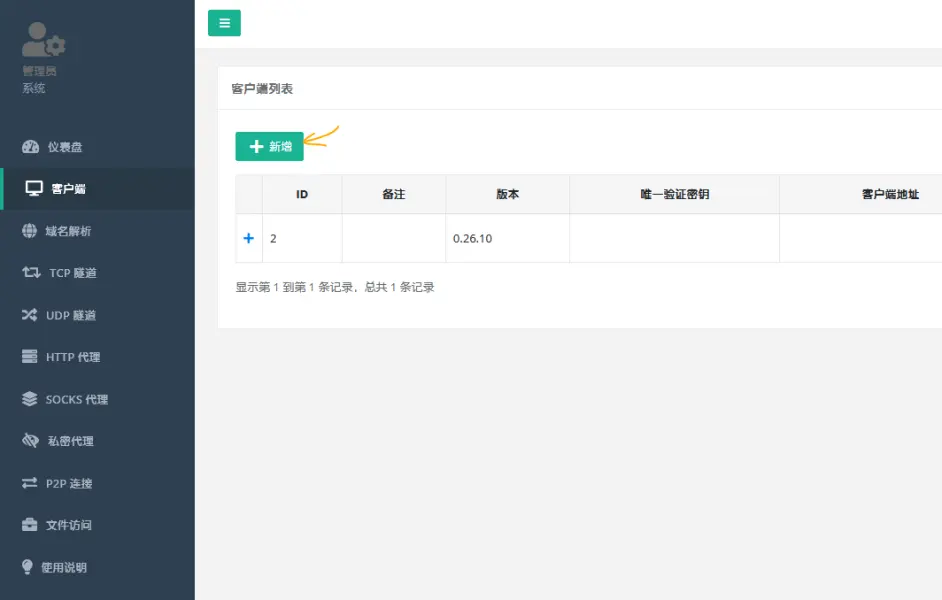 管理员
系统
仪表盘
客户端
域名解析
TCP 隧道
UDP 隧道
HTTP 代理
SOCKS 代理
私密代理
P2P 连接
文件访问
使用说明
客户端列表
新增
ID 备注 版本 唯一验证密钥 客户端地址
2 0.26.10
显示第 1 到第 1 条记录，总共 1 条记录